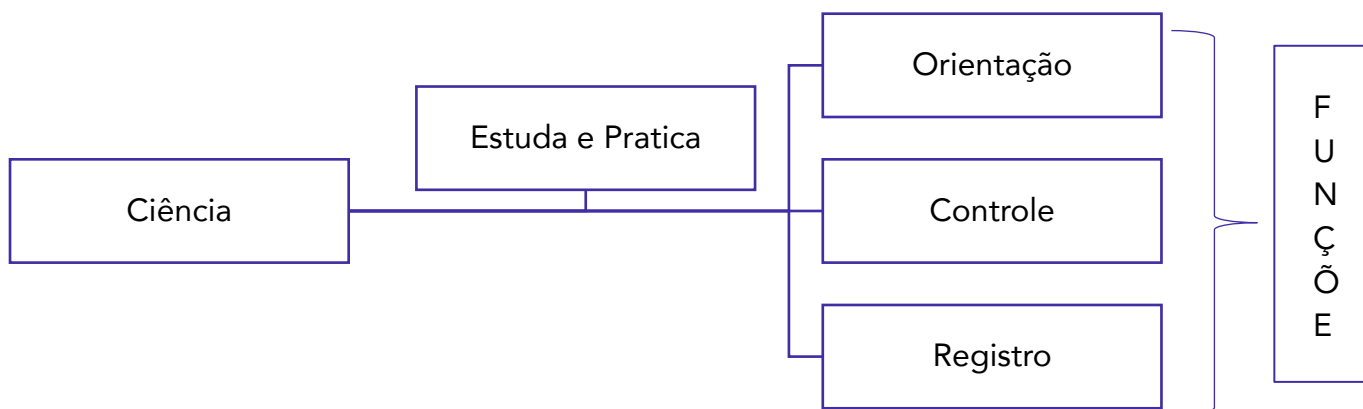 Orientação
Estuda e Pratica
Ciência
Controle
Registro
F
U
N
Ç
Õ
E